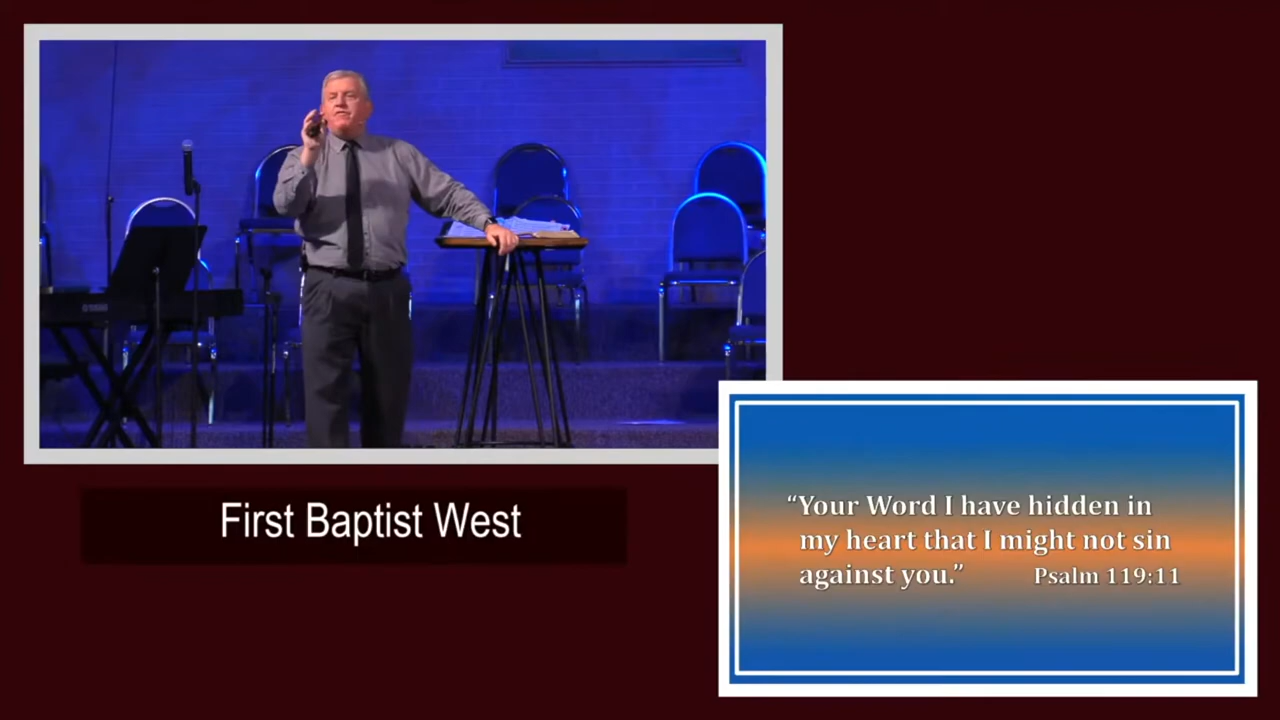 First Baptist West
“Your Word I have hidden in
my heart that I might not sin
against you.” Psalm 119:11